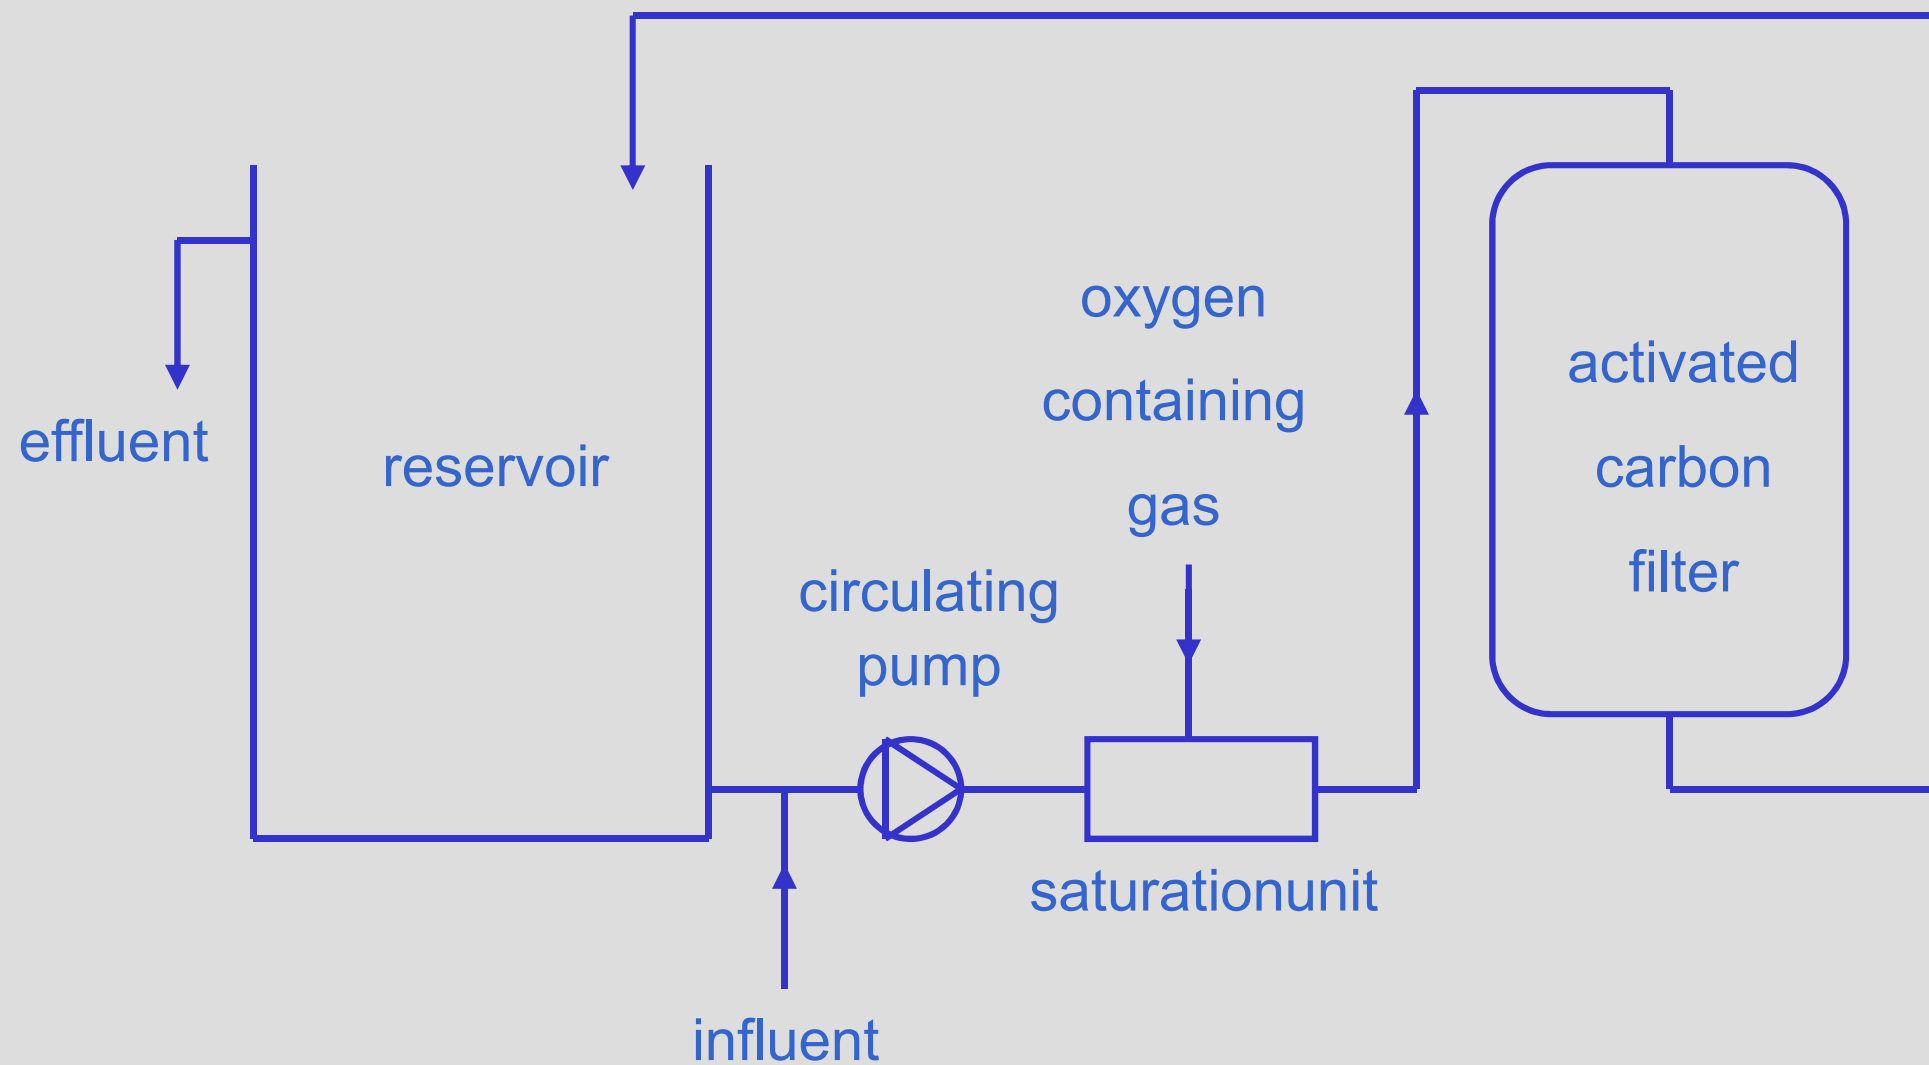 effluent
reservoir
circulating
pump
oxygen
containing
gas
saturationunit
influent
activated
carbon
filter